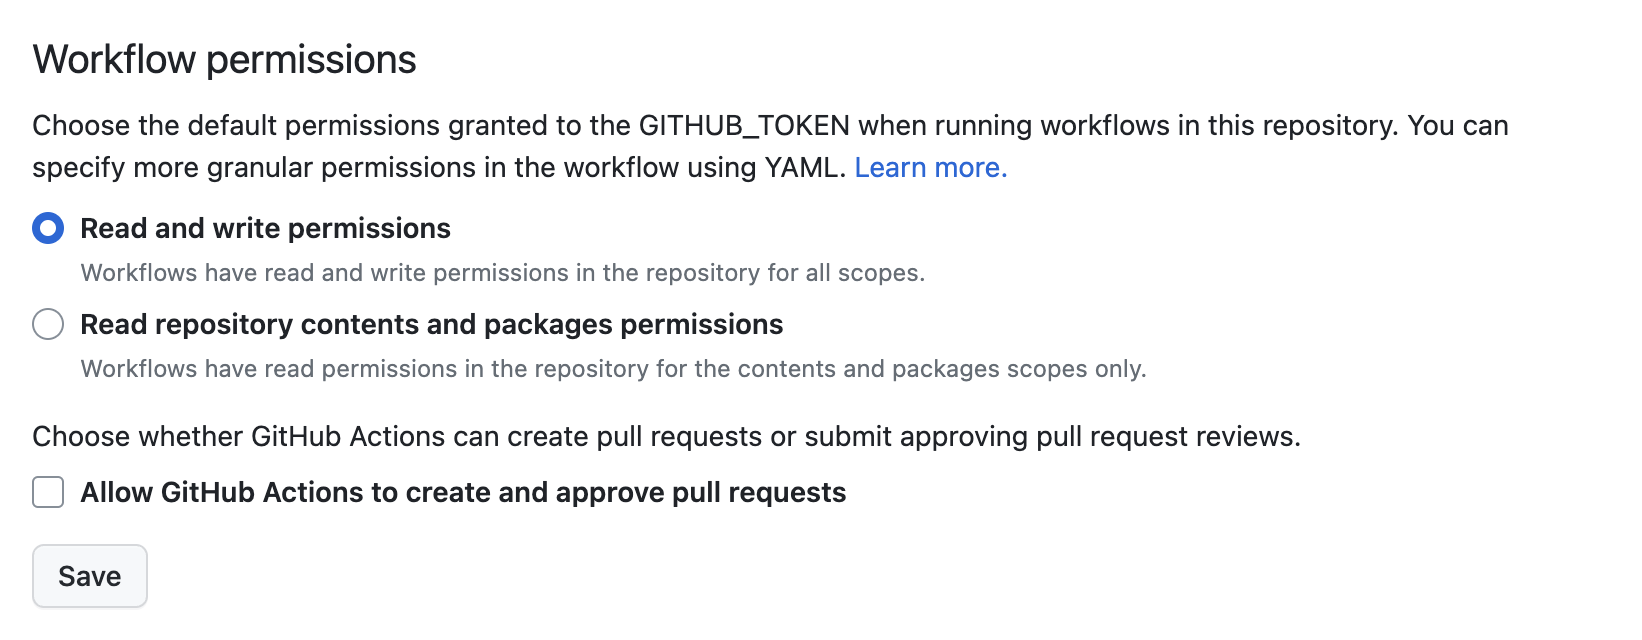 Workflow permissions
Choose the default permissions granted to the GITHUB_TOKEN when running workflows in this repository. You can
specify more granular permissions in the workflow using YAML. Learn more.
Read and write permissions
Workflows have read and write permissions in the repository for all scopes.
Read repository contents and packages permissions
Workflows have read permissions in the repository for the contents and packages scopes only.
Choose whether GitHub Actions can create pull requests or submit approving pull request reviews.
Allow GitHub Actions to create and approve pull requests
Save